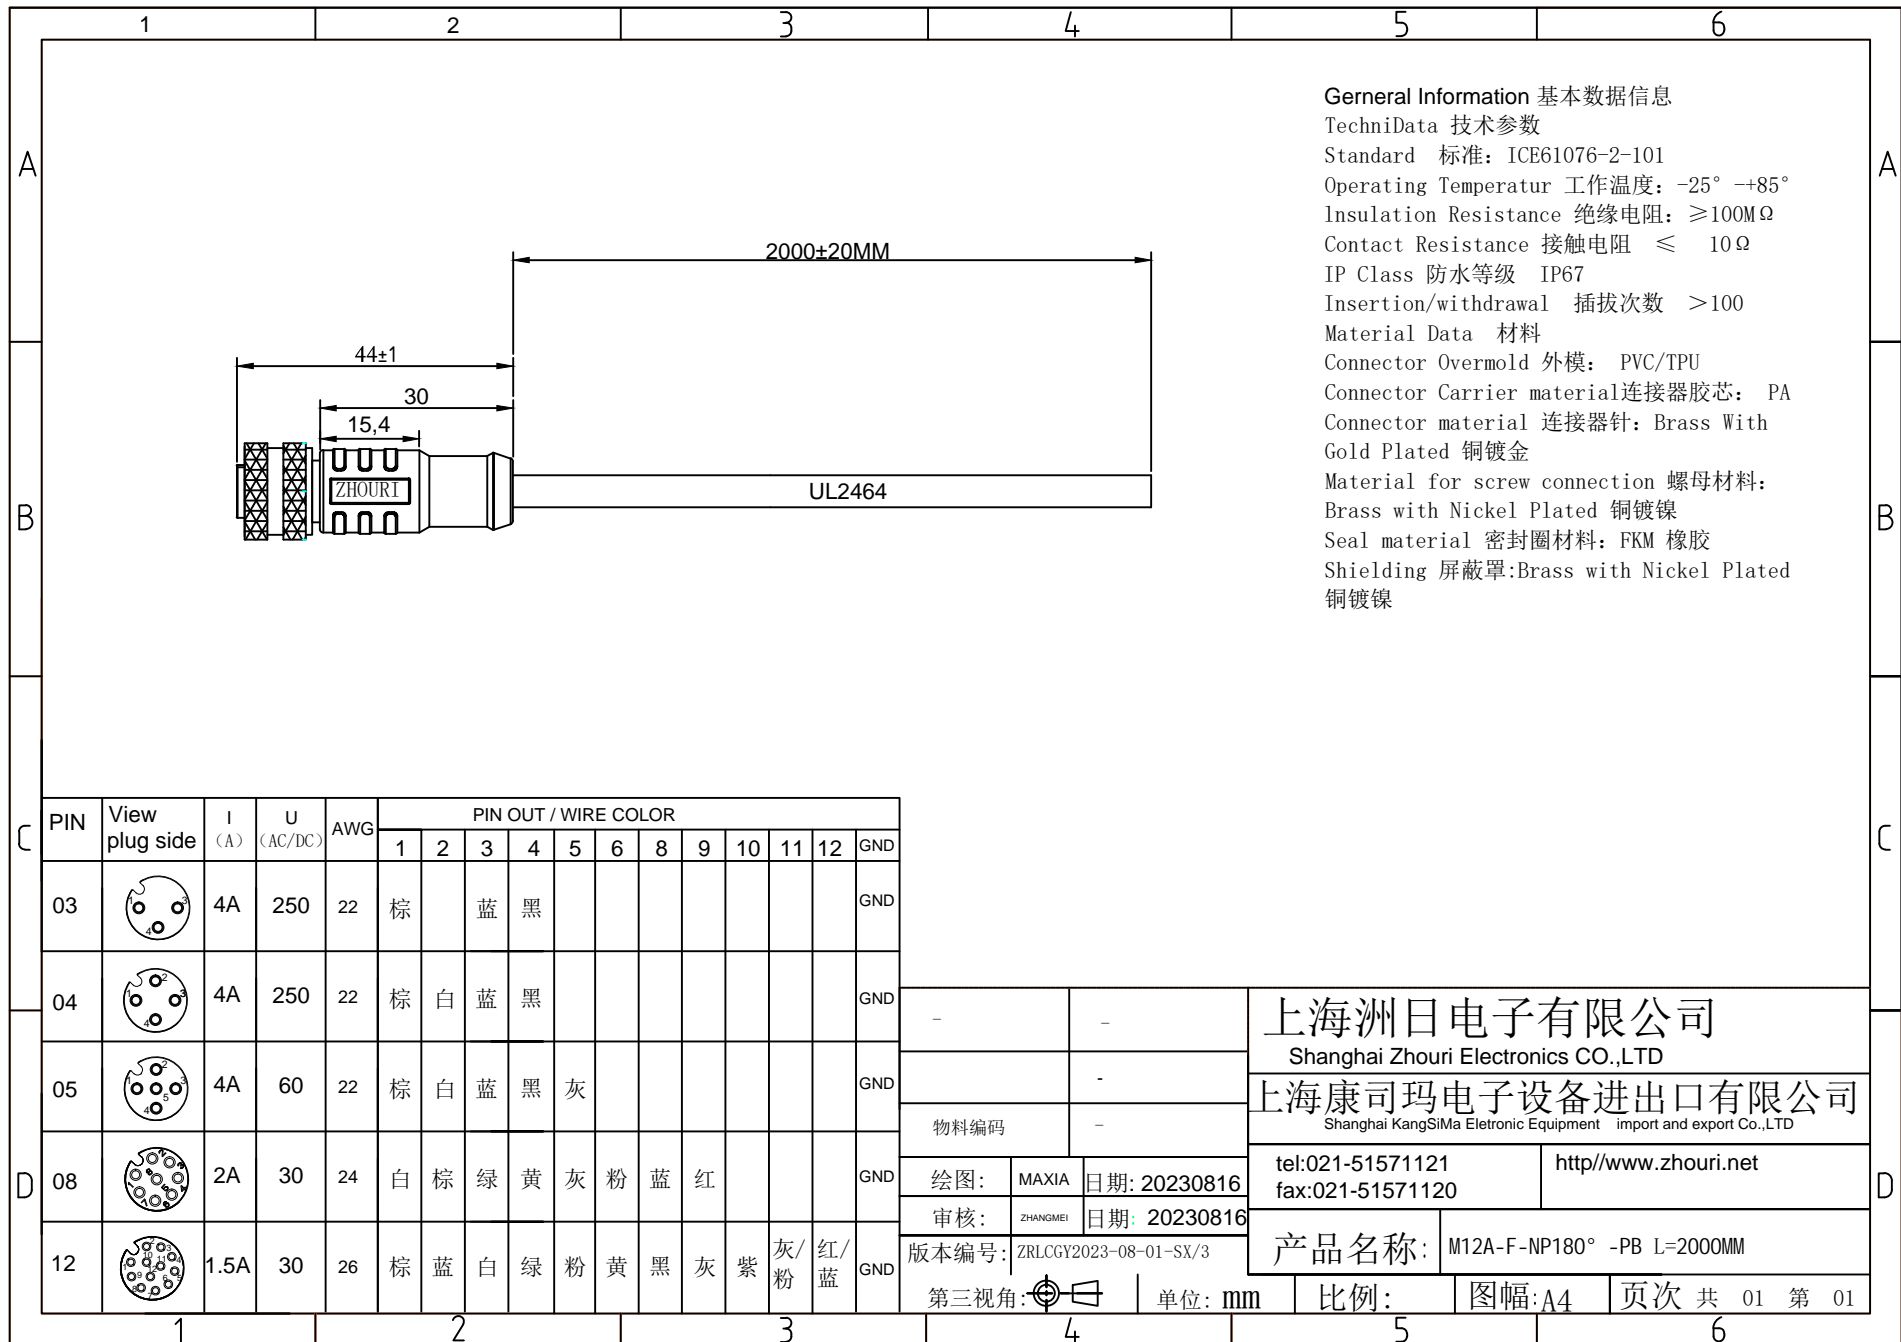 1 2 3 4 5 6
A
A
B
B
C
C
D
D
Gerneral Information 基本数据信息
TechniData 技术参数
Standard 标准：ICE61076-2-101
Operating Temperatur 工作温度：-25° -+85°
lnsulation Resistance 绝缘电阻：≥100MΩ
Contact Resistance 接触电阻 ≤ 10Ω
IP Class 防水等级 IP67
Insertion/withdrawal 插拔次数 >100
Material Data 材料
Connector Overmold 外模： PVC/TPU
Connector Carrier material连接器胶芯： PA
Connector material 连接器针：Brass With
Gold Plated 铜镀金
Material for screw connection 螺母材料：
Brass with Nickel Plated 铜镀镍
Seal material 密封圈材料：FKM 橡胶
Shielding 屏蔽罩:Brass with Nickel Plated
铜镀镍
2000±20MM
44±1
30
15,4
ZHOURI
UL2464
PIN View plug side I (A) U (AC/DC) AWG PIN OUT / WIRE COLOR
1 2 3 4 5 6 8 9 10 11 12 GND
03 4A 250 22 棕 蓝 黑 GND
04 4A 250 22 棕 白 蓝 黑 GND
05 4A 60 22 棕 白 蓝 黑 灰 GND
08 2A 30 24 白 棕 绿 黄 灰 粉 蓝 红 GND
12 1.5A 30 26 棕 蓝 白 绿 粉 黄 黑 灰 紫 灰/粉 红/蓝 GND
- -
-
物料编码 -
绘图: MAXIA 日期: 20230816
审核: ZHANGMEI 日期: 20230816
版本编号: ZRLCGY2023-08-01-SX/3
第三视角: 单位: mm
上海洲日电子有限公司
Shanghai Zhouri Electronics CO.,LTD
上海康司玛电子设备进出口有限公司
Shanghai KangSiMa Eletronic Equipment import and export Co.,LTD
tel:021-51571121
fax:021-51571120
http//www.zhouri.net
产品名称: M12A-F-NP180° -PB L=2000MM
比例: 图幅:A4 页次 共 01 第 01
1 2 3 4 5 6